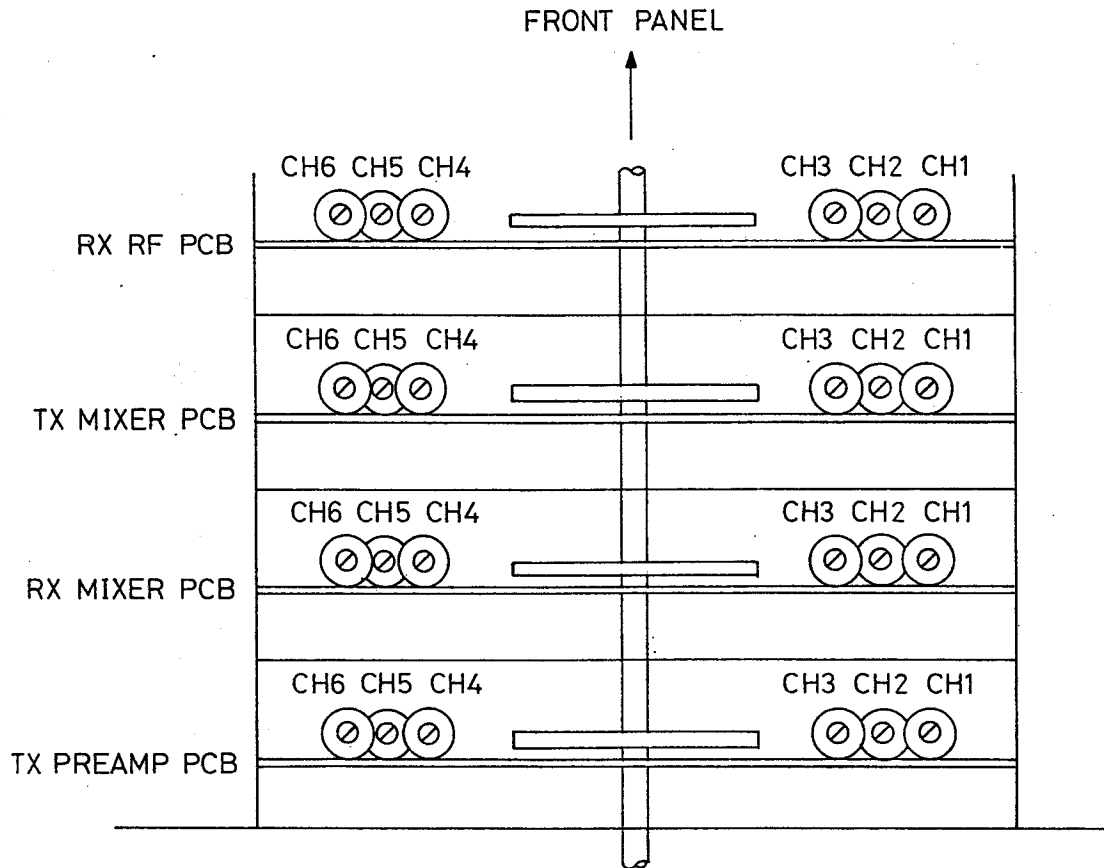 FRONT PANEL
CH6 CH5 CH4
CH3 CH2 CH1
RX RF PCB
CH6 CH5 CH4
CH3 CH2 CH1
TX MIXER PCB
CH6 CH5 CH4
CH3 CH2 CH1
RX MIXER PCB
CH6 CH5 CH4
CH3 CH2 CH1
TX PREAMP PCB